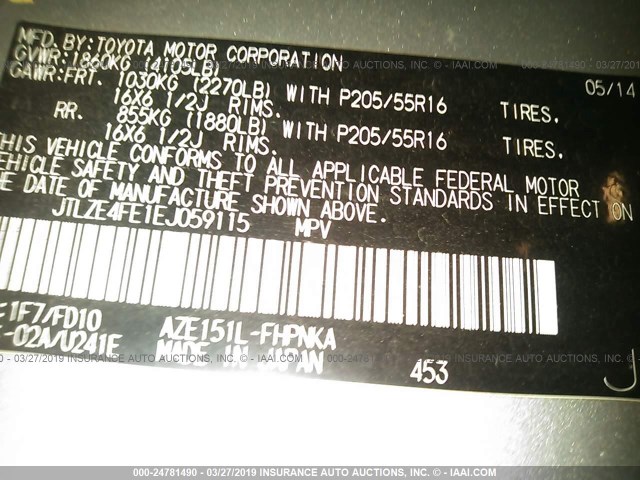 MFD. BY: TOYOTA MOTOR CORPORATION 05/14
GVWR: 1860KG (4105LB)
GAWR: FRT. 1030KG (2270LB) WITH P205/55R16 TIRES.
16X6 1/2J RIMS.
RR. 855KG (1880LB) WITH P205/55R16 TIRES.
16X6 1/2J RIMS.
THIS VEHICLE CONFORMS TO ALL APPLICABLE FEDERAL MOTOR
VEHICLE SAFETY AND THEFT PREVENTION STANDARDS IN EFFECT ON
THE DATE OF MANUFACTURE SHOWN ABOVE.
JTLZE4FE1EJ059115 MPV
1F7/FD10 AZE151L-FHPNKA
-02A/U241E MADE IN JAPAN 453 J
000-24781490 - 03/27/2019 INSURANCE AUTO AUCTIONS, INC. - © - IAAI.COM